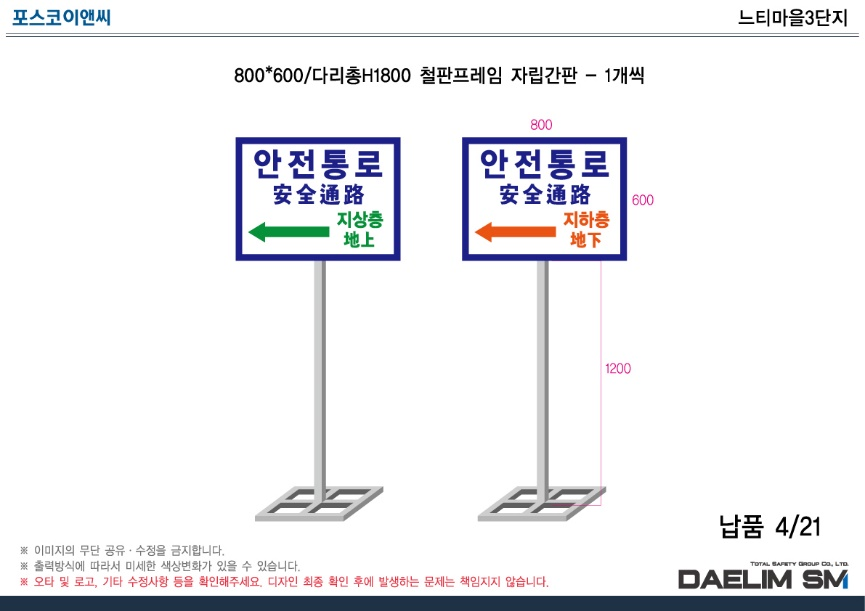 포스코이앤씨
느티마을3단지
800*600/다리총H1800 철판프레임 자립간판 - 1개씩
안전통로
安全通路
지상층
地上
800
안전통로
安全通路
지하층
地下
600
1200
납품 4/21
※ 이미지의 무단 공유·수정을 금지합니다.
※ 출력방식에 따라서 미세한 색상변화가 있을 수 있습니다.
※ 오타 및 로고, 기타 수정사항 등을 확인해주세요. 디자인 최종 확인 후에 발생하는 문제는 책임지지 않습니다.
TOTAL SAFETY GROUP CO., LTD.
DAELIM SM